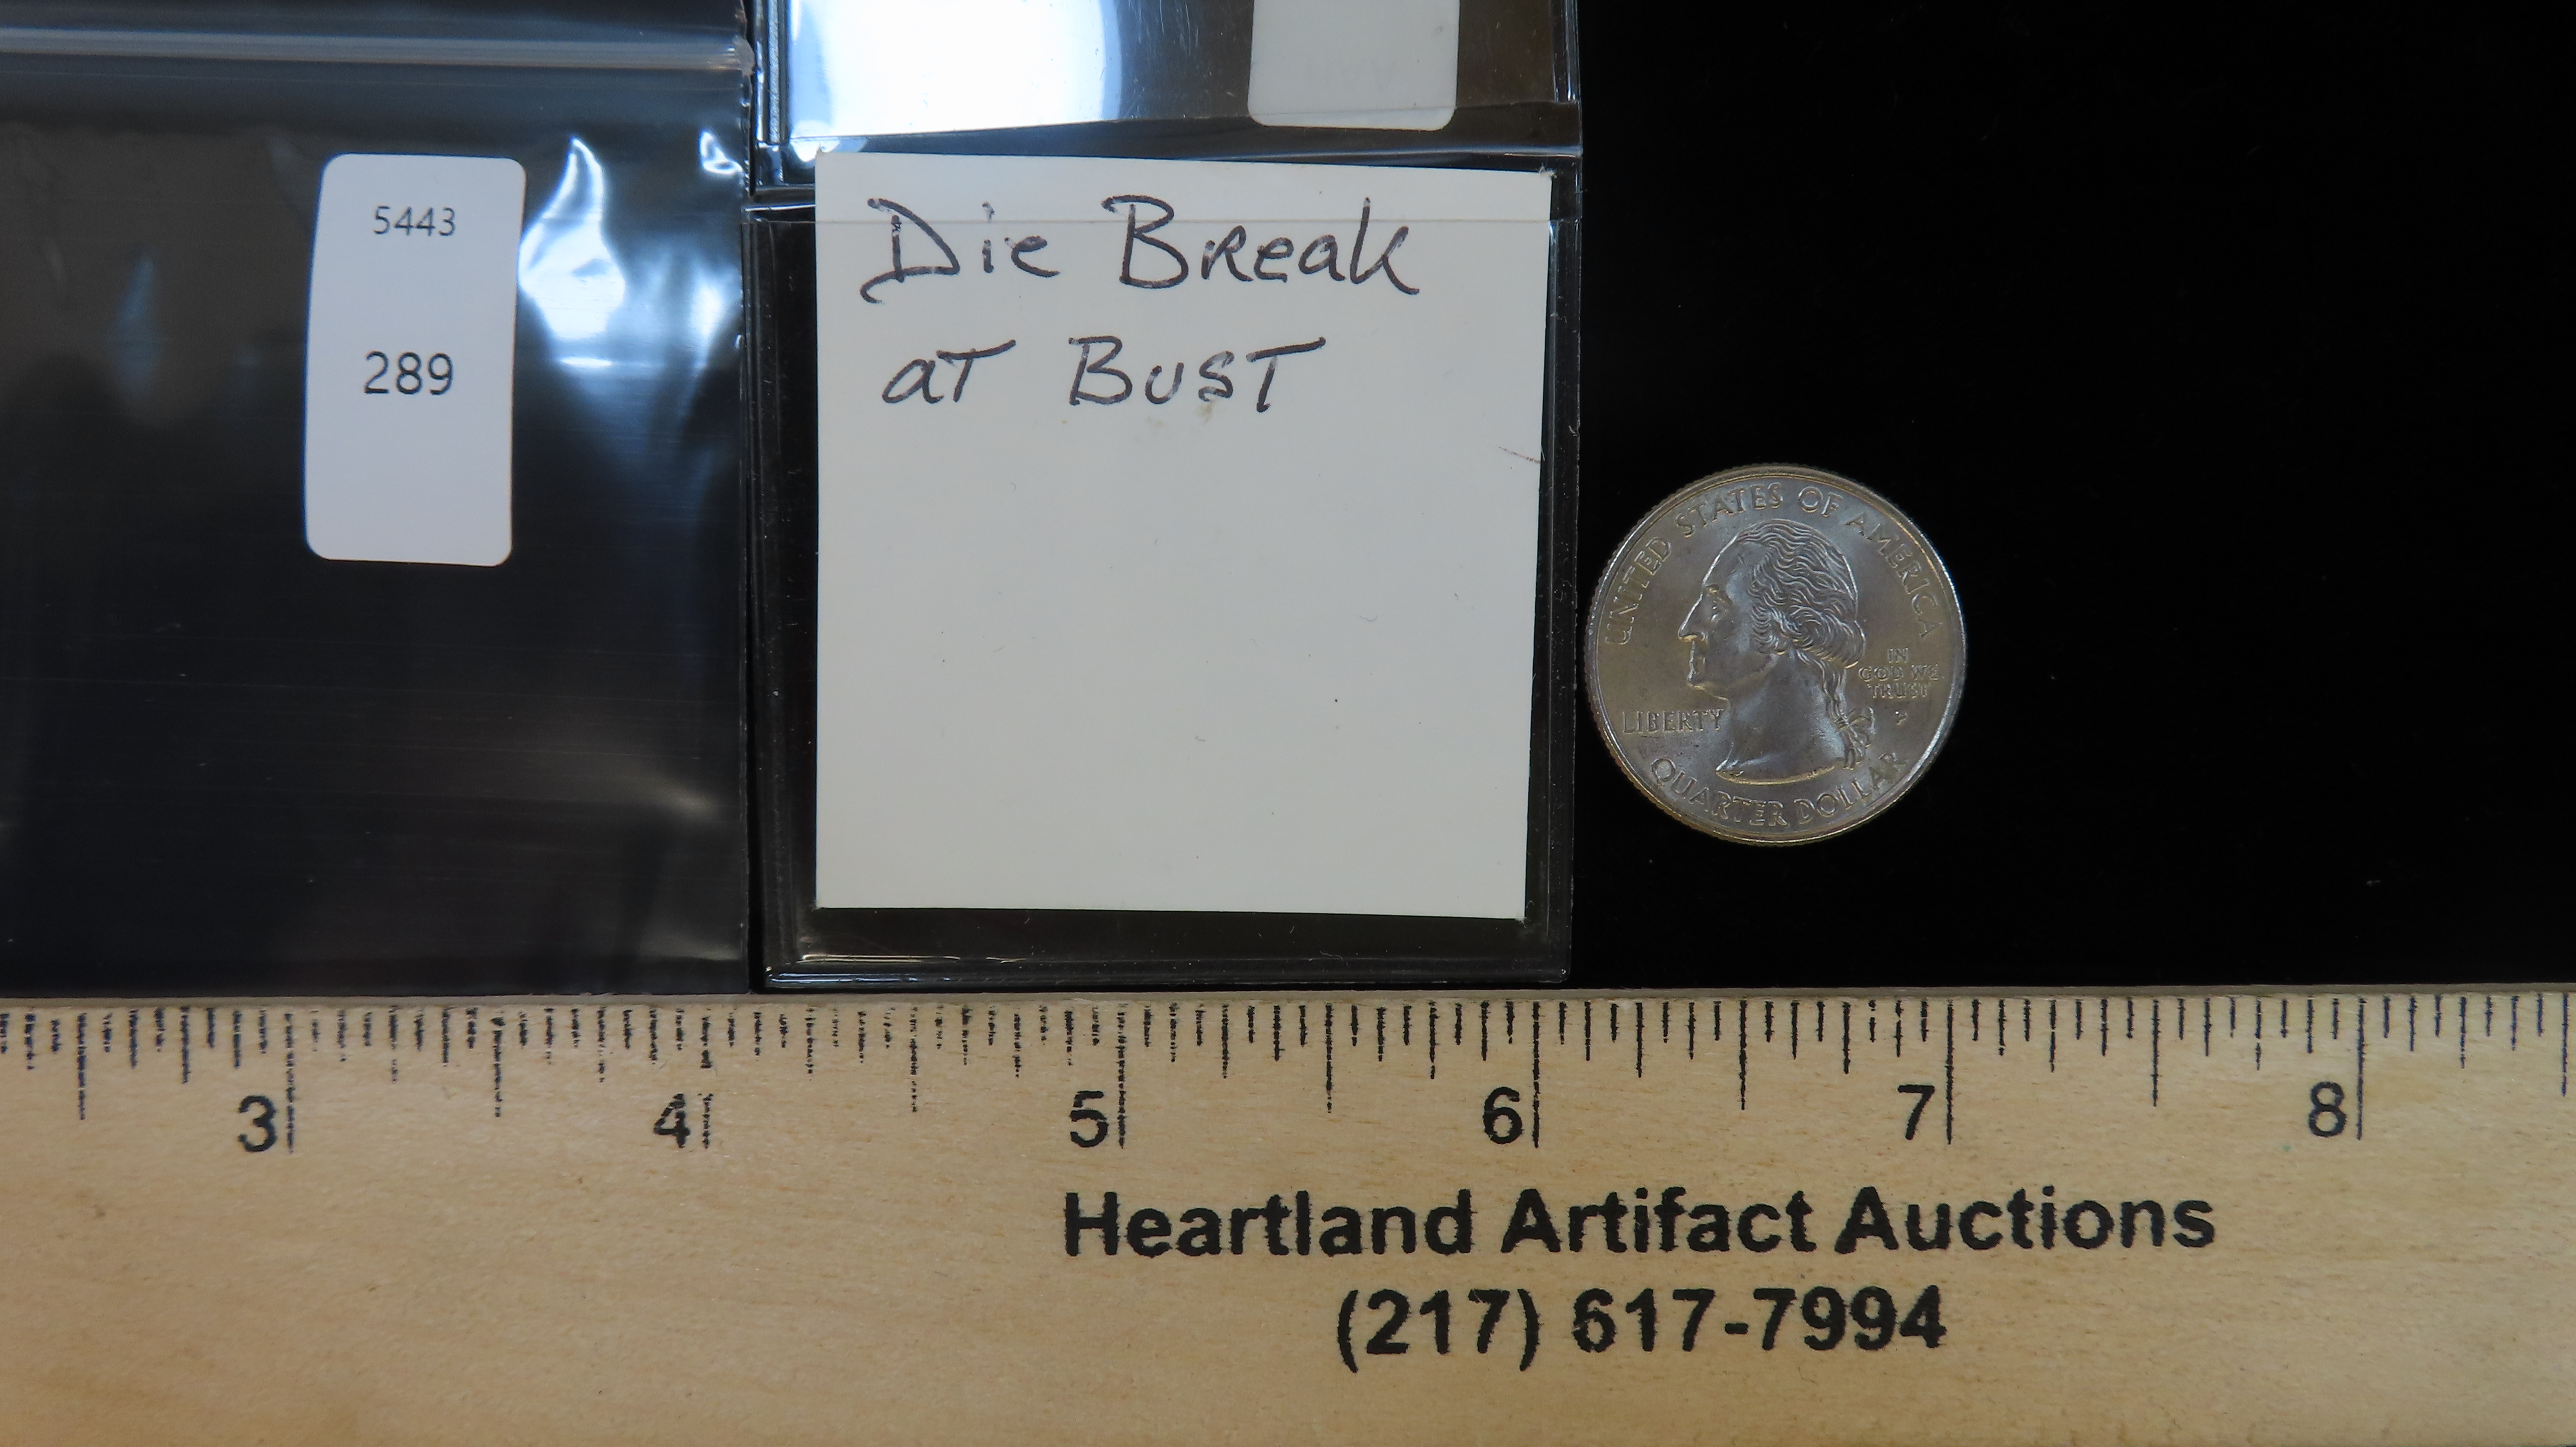 5443
289
Die Break
at Bust
UNITED STATES OF AMERICA
IN
GOD WE
TRUST
P
LIBERTY
QUARTER DOLLAR
3 4 5 6 7 8
Heartland Artifact Auctions
(217) 617-7994